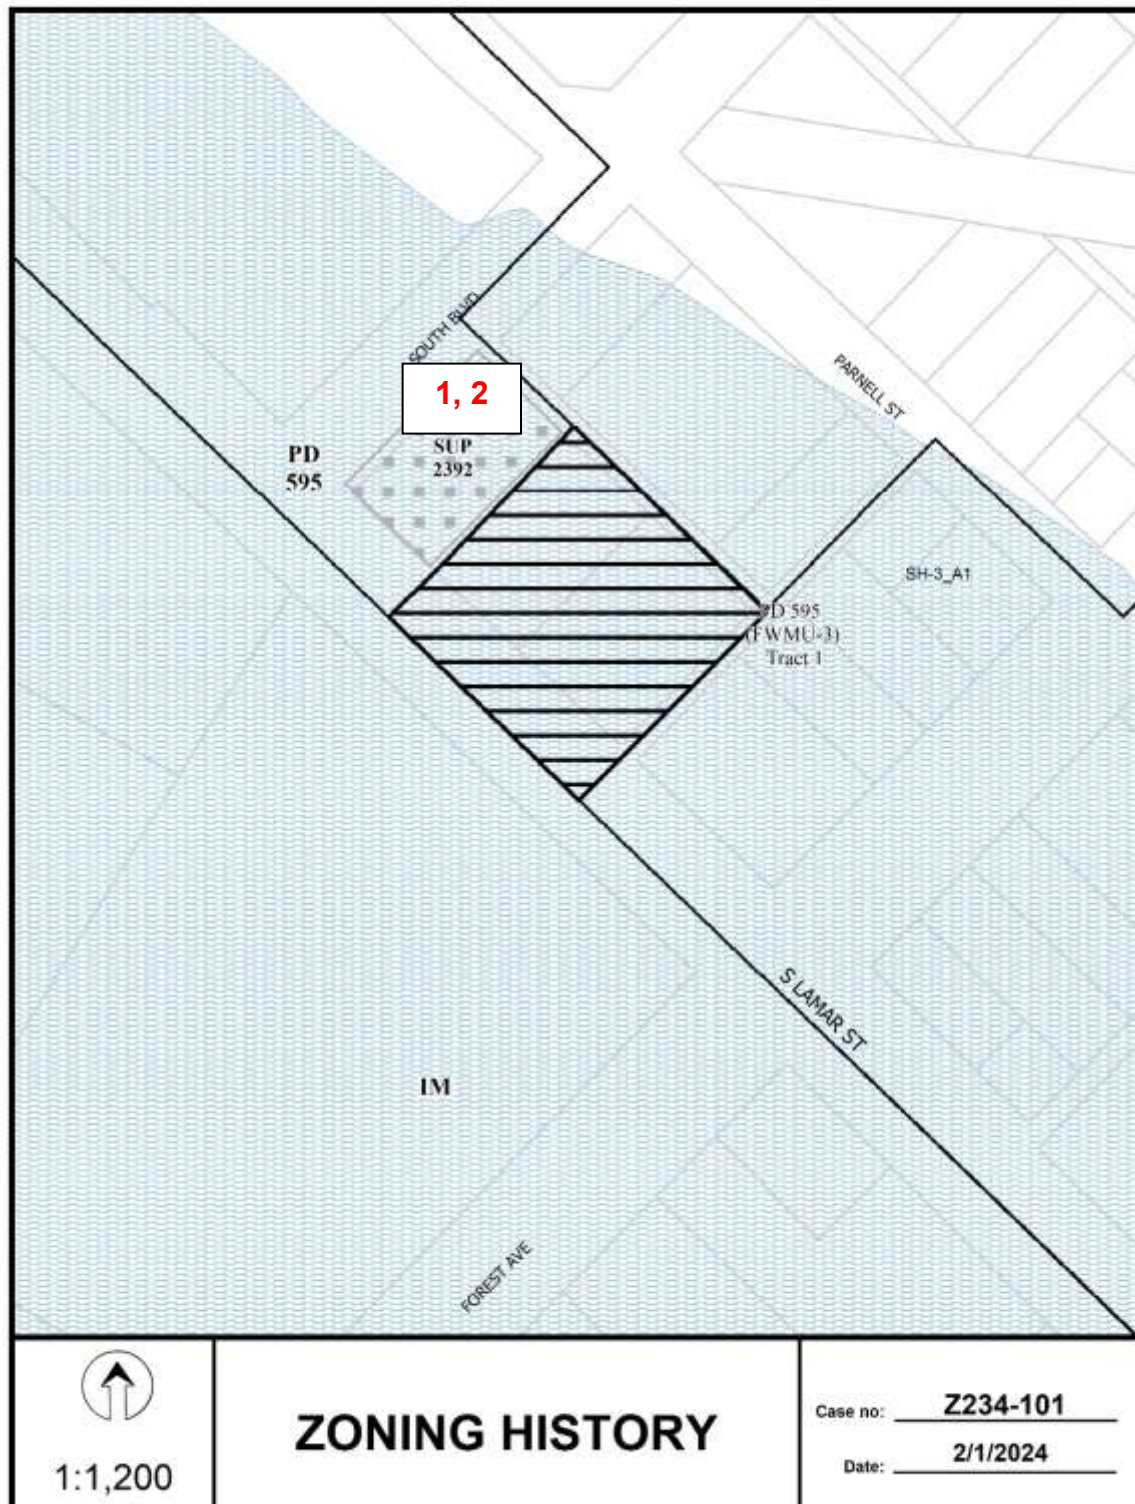 SOUTH BLVD
1, 2
PARNELL ST
PD
595
SUP
2392
SH-3_A1
PD 595
(FWMU-3)
Tract 1
S LAMAR ST
IM
FOREST AVE
1:1,200
ZONING HISTORY
Case no: Z234-101
Date: 2/1/2024